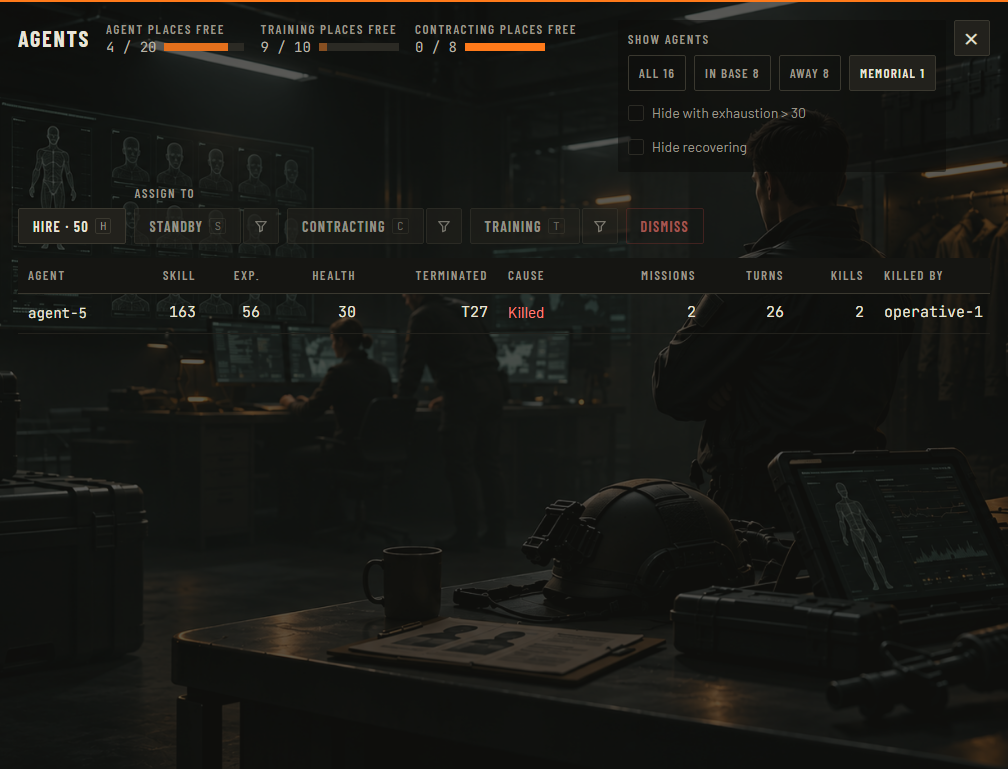 AGENTS
AGENT PLACES FREE
4 / 20
TRAINING PLACES FREE
9 / 10
CONTRACTING PLACES FREE
0 / 8
SHOW AGENTS
ALL 16
IN BASE 8
AWAY 8
MEMORIAL 1
Hide with exhaustion > 30
Hide recovering
ASSIGN TO
HIRE · 50 H
STANDBY S
CONTRACTING C
TRAINING T
DISMISS
AGENT SKILL EXP. HEALTH TERMINATED CAUSE MISSIONS TURNS KILLS KILLED BY
agent-5 163 56 30 T27 Killed 2 26 2 operative-1